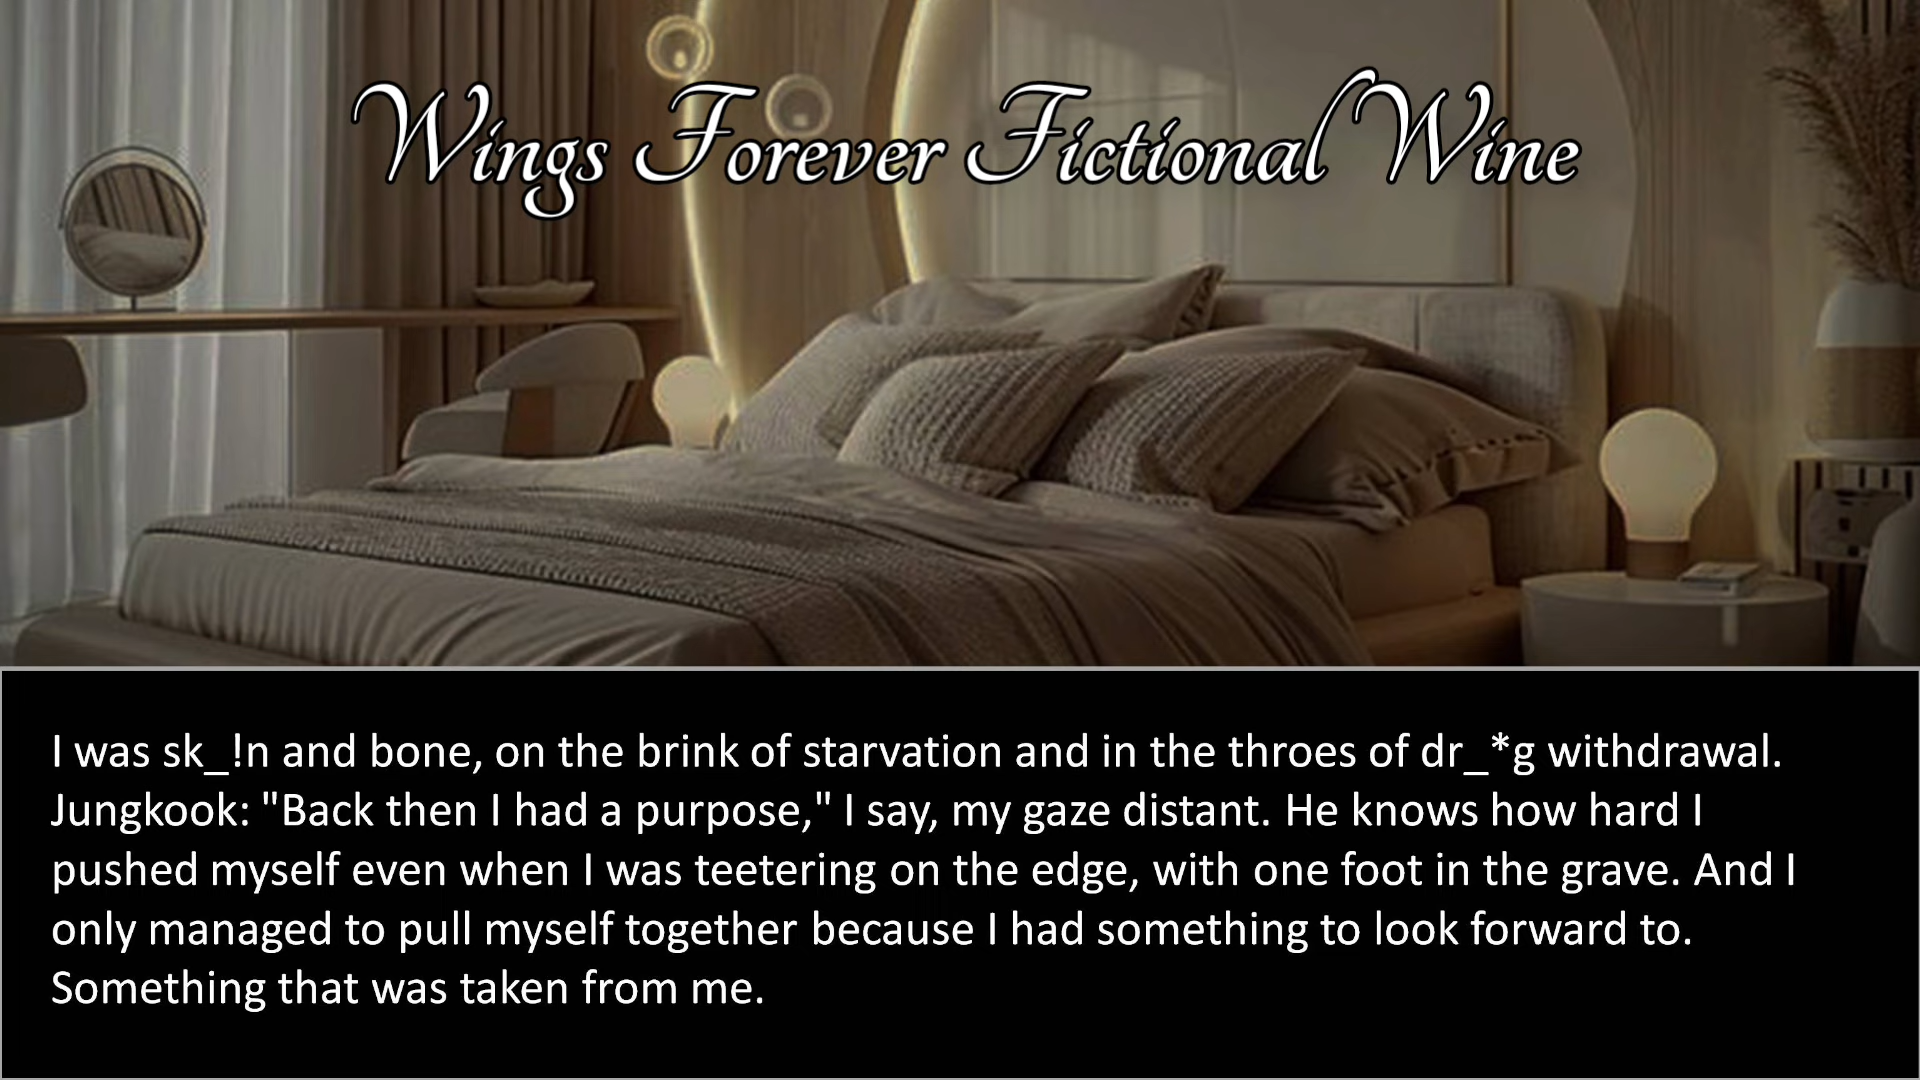 Wings Forever Fictional Wine
I was sk_!n and bone, on the brink of starvation and in the throes of dr_*g withdrawal.
Jungkook: "Back then I had a purpose," I say, my gaze distant. He knows how hard I
pushed myself even when I was teetering on the edge, with one foot in the grave. And I
only managed to pull myself together because I had something to look forward to.
Something that was taken from me.